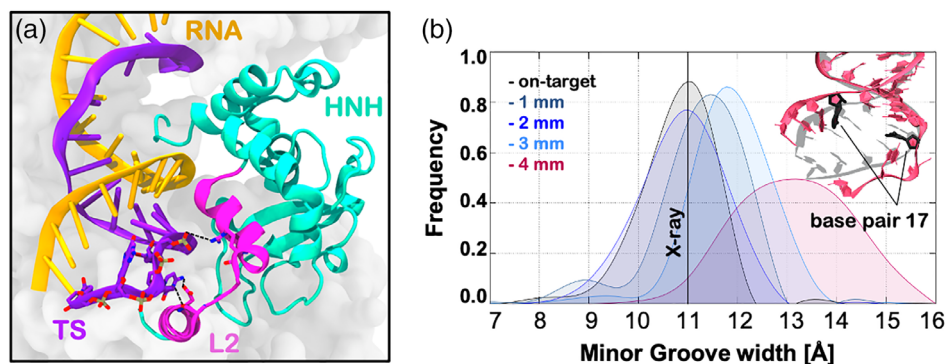 (a)
RNA
HNH
TS
L2
(b)
1.0
0.8
0.6
0.4
0.2
0.0
Frequency
- on-target
- 1 mm
- 2 mm
- 3 mm
- 4 mm
X-ray
base pair 17
7 8 9 10 11 12 13 14 15 16
Minor Groove width [Å]